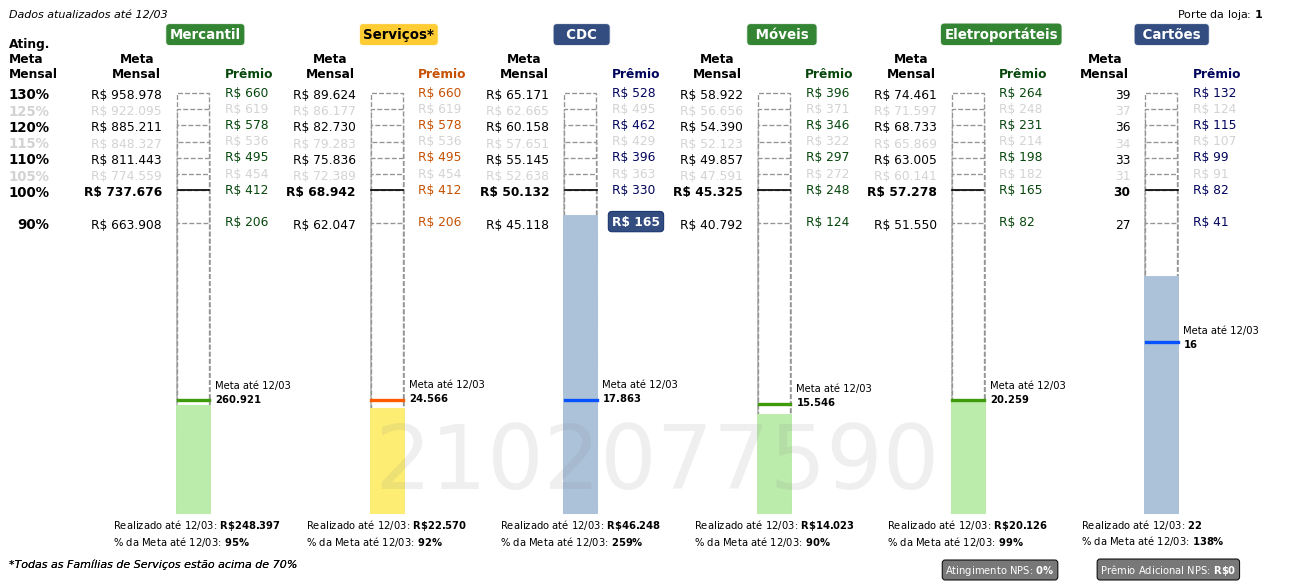 Dados atualizados até 12/03 Porte da loja: 1
Mercantil Serviços* CDC Móveis Eletroportáteis Cartões
Ating.
Meta Meta Meta Meta Meta Meta Meta
Mensal Mensal Prêmio Mensal Prêmio Mensal Prêmio Mensal Prêmio Mensal Prêmio Mensal Prêmio
130% R$ 958.978 R$ 660 R$ 89.624 R$ 660 R$ 65.171 R$ 528 R$ 58.922 R$ 396 R$ 74.461 R$ 264 39 R$ 132
125% R$ 922.095 R$ 619 R$ 86.177 R$ 619 R$ 62.665 R$ 495 R$ 56.656 R$ 371 R$ 71.597 R$ 248 37 R$ 124
120% R$ 885.211 R$ 578 R$ 82.730 R$ 578 R$ 60.158 R$ 462 R$ 54.390 R$ 346 R$ 68.733 R$ 231 36 R$ 115
115% R$ 848.327 R$ 536 R$ 79.283 R$ 536 R$ 57.651 R$ 429 R$ 52.123 R$ 322 R$ 65.869 R$ 214 34 R$ 107
110% R$ 811.443 R$ 495 R$ 75.836 R$ 495 R$ 55.145 R$ 396 R$ 49.857 R$ 297 R$ 63.005 R$ 198 33 R$ 99
105% R$ 774.559 R$ 454 R$ 72.389 R$ 454 R$ 52.638 R$ 363 R$ 47.591 R$ 272 R$ 60.141 R$ 182 31 R$ 91
100% R$ 737.676 R$ 412 R$ 68.942 R$ 412 R$ 50.132 R$ 330 R$ 45.325 R$ 248 R$ 57.278 R$ 165 30 R$ 82
90% R$ 663.908 R$ 206 R$ 62.047 R$ 206 R$ 45.118 R$ 165 R$ 40.792 R$ 124 R$ 51.550 R$ 82 27 R$ 41
Meta até 12/03
16
Meta até 12/03 Meta até 12/03 Meta até 12/03 Meta até 12/03 Meta até 12/03
260.921 24.566 17.863 15.546 20.259
2102077590
Realizado até 12/03: R$248.397 Realizado até 12/03: R$22.570 Realizado até 12/03: R$46.248 Realizado até 12/03: R$14.023 Realizado até 12/03: R$20.126 Realizado até 12/03: 22
% da Meta até 12/03: 95% % da Meta até 12/03: 92% % da Meta até 12/03: 259% % da Meta até 12/03: 90% % da Meta até 12/03: 99% % da Meta até 12/03: 138%
*Todas as Famílias de Serviços estão acima de 70% Atingimento NPS: 0% Prêmio Adicional NPS: R$0